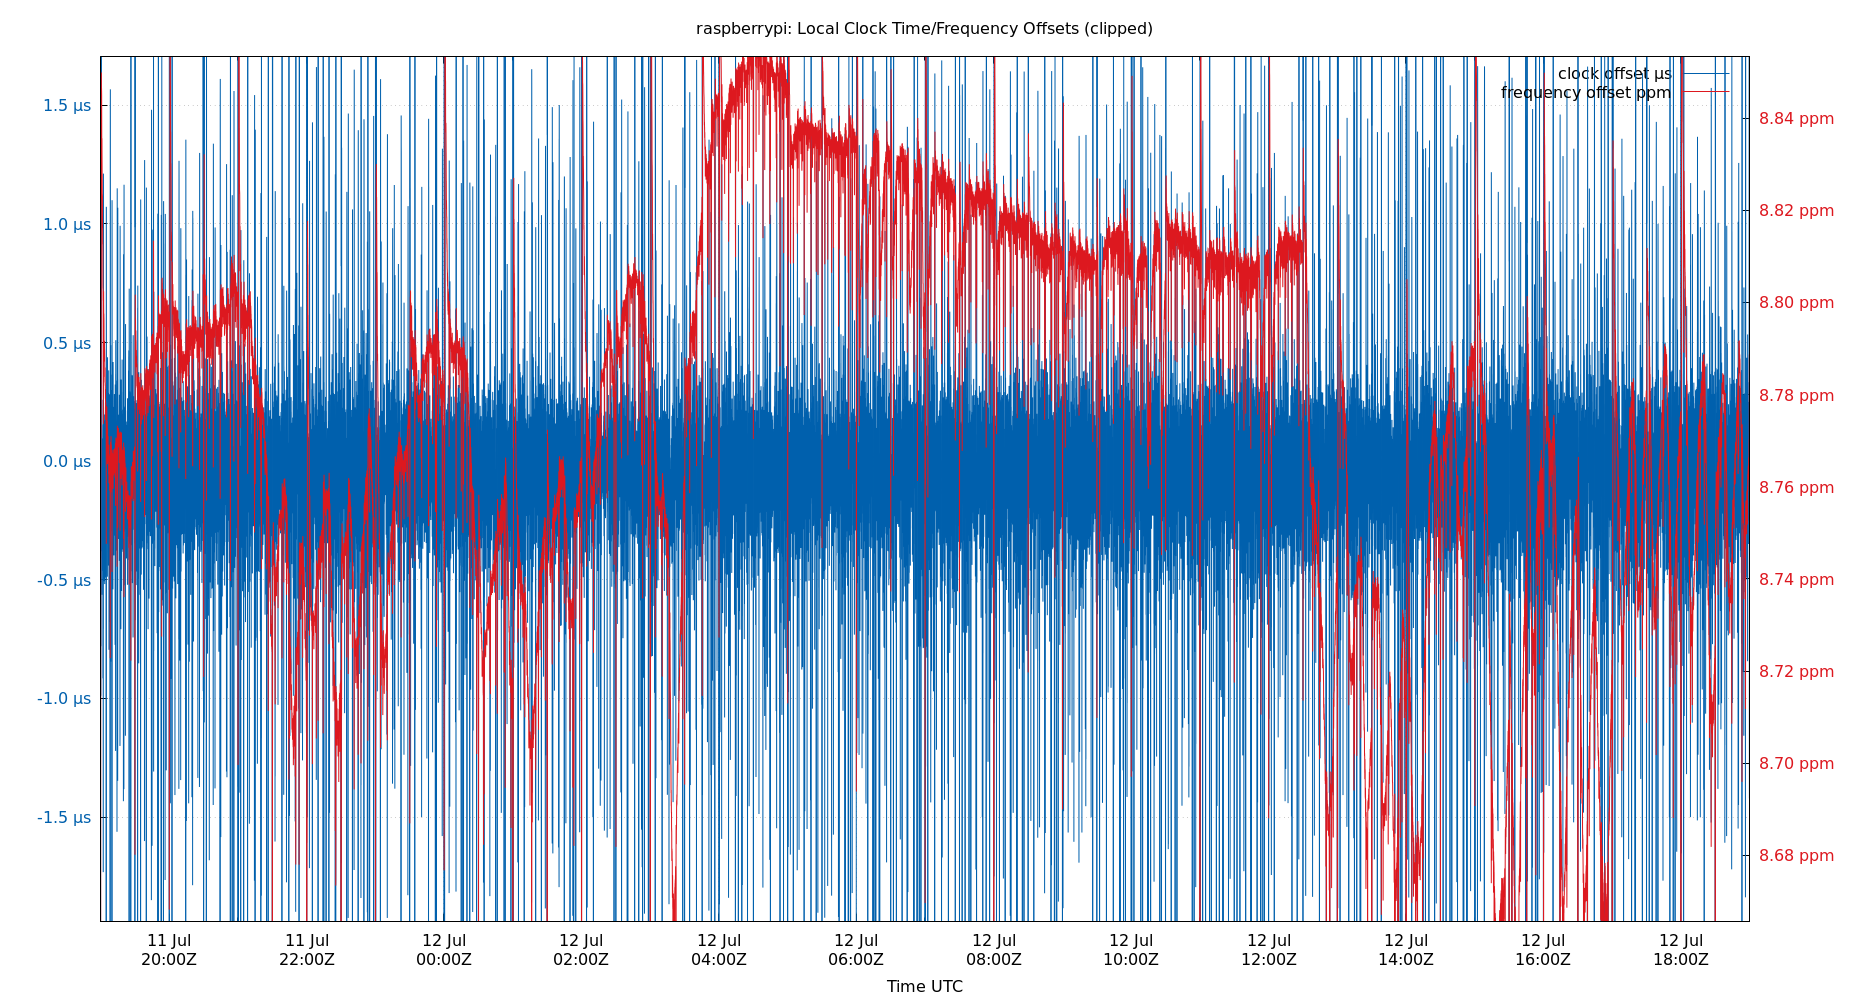 raspberrypi: Local Clock Time/Frequency Offsets (clipped)
clock offset µs
frequency offset ppm
1.5 µs
1.0 µs
0.5 µs
0.0 µs
-0.5 µs
-1.0 µs
-1.5 µs
8.84 ppm
8.82 ppm
8.80 ppm
8.78 ppm
8.76 ppm
8.74 ppm
8.72 ppm
8.70 ppm
8.68 ppm
11 Jul 11 Jul 12 Jul 12 Jul 12 Jul 12 Jul 12 Jul 12 Jul 12 Jul 12 Jul 12 Jul 12 Jul
20:00Z 22:00Z 00:00Z 02:00Z 04:00Z 06:00Z 08:00Z 10:00Z 12:00Z 14:00Z 16:00Z 18:00Z
Time UTC